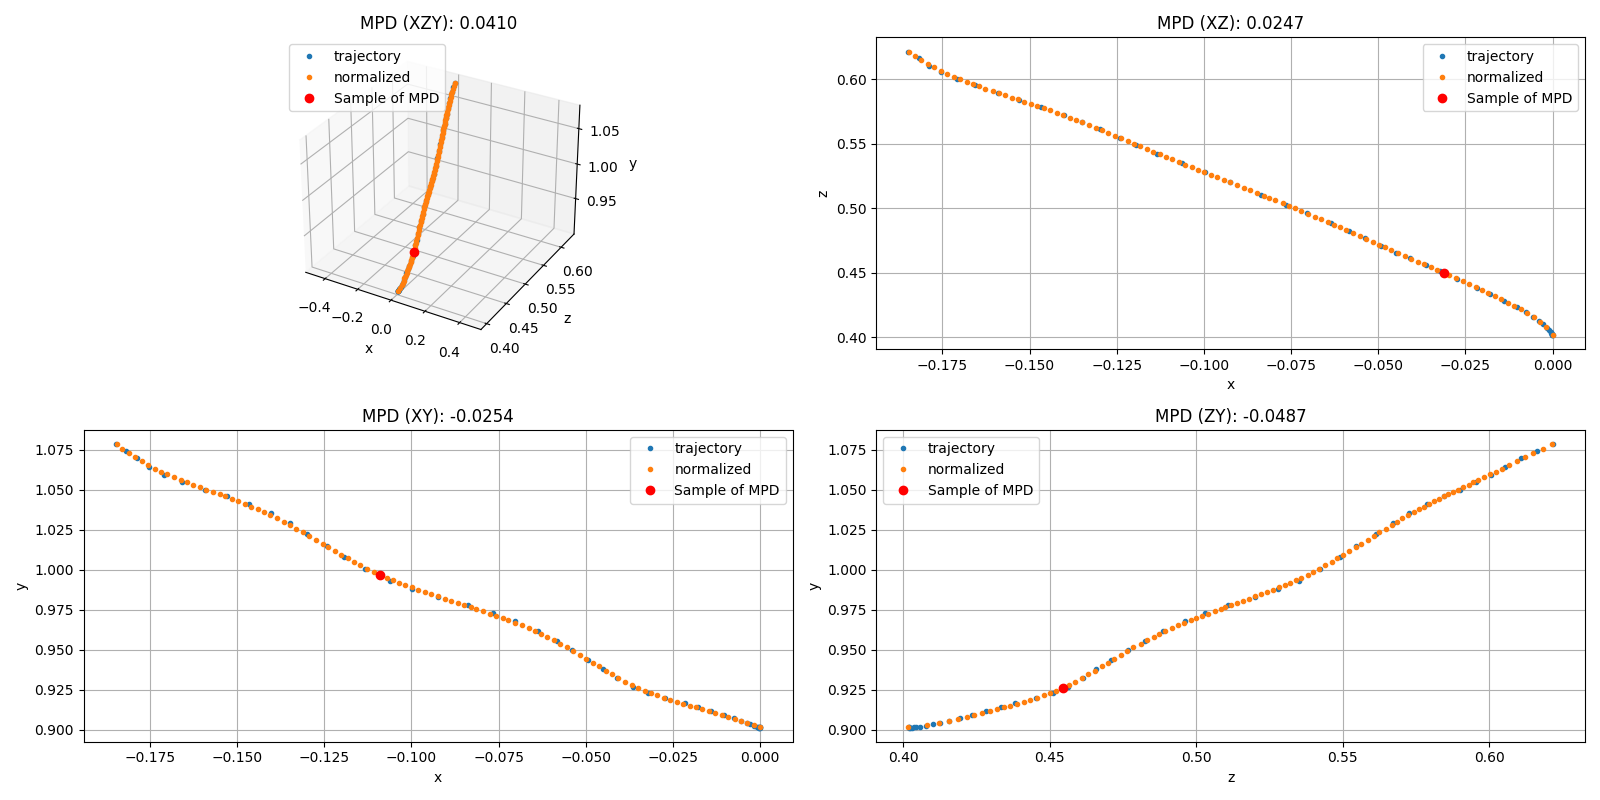 MPD (XZY): 0.0410
trajectory
normalized
Sample of MPD
1.05
1.00
0.95
y
−0.4
−0.2
0.0
0.2
0.4
x
0.40
0.45
0.50
0.55
0.60
z
MPD (XZ): 0.0247
trajectory
normalized
Sample of MPD
0.60
0.55
0.50
0.45
0.40
z
−0.175 −0.150 −0.125 −0.100 −0.075 −0.050 −0.025 0.000
x
MPD (XY): -0.0254
trajectory
normalized
Sample of MPD
1.075
1.050
1.025
1.000
0.975
0.950
0.925
0.900
y
−0.175 −0.150 −0.125 −0.100 −0.075 −0.050 −0.025 0.000
x
MPD (ZY): -0.0487
trajectory
normalized
Sample of MPD
1.075
1.050
1.025
1.000
0.975
0.950
0.925
0.900
y
0.40 0.45 0.50 0.55 0.60
z